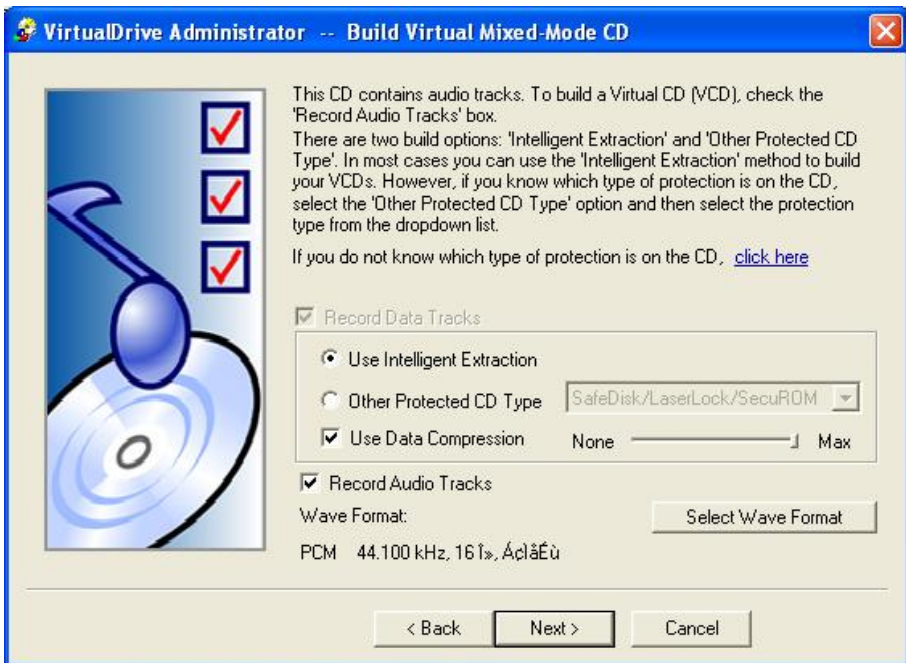 VirtualDrive Administrator -- Build Virtual Mixed-Mode CD
This CD contains audio tracks. To build a Virtual CD (VCD), check the
'Record Audio Tracks' box.
There are two build options: 'Intelligent Extraction' and 'Other Protected CD
Type'. In most cases you can use the 'Intelligent Extraction' method to build
your VCDs. However, if you know which type of protection is on the CD,
select the 'Other Protected CD Type' option and then select the protection
type from the dropdown list.
If you do not know which type of protection is on the CD, click here
Record Data Tracks
Use Intelligent Extraction
Other Protected CD Type SafeDisk/LaserLock/SecuROM
Use Data Compression None Max
Record Audio Tracks
Wave Format: Select Wave Format
PCM 44.100 kHz, 16 Î», Á¢ÌåÉù
< Back Next > Cancel